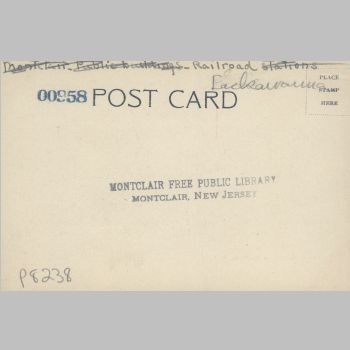 Montclair - Public buildings - Railroad stations
Lackawanna
PLACE
STAMP
HERE
00958 POST CARD
MONTCLAIR FREE PUBLIC LIBRARY
MONTCLAIR, NEW JERSEY
P8238